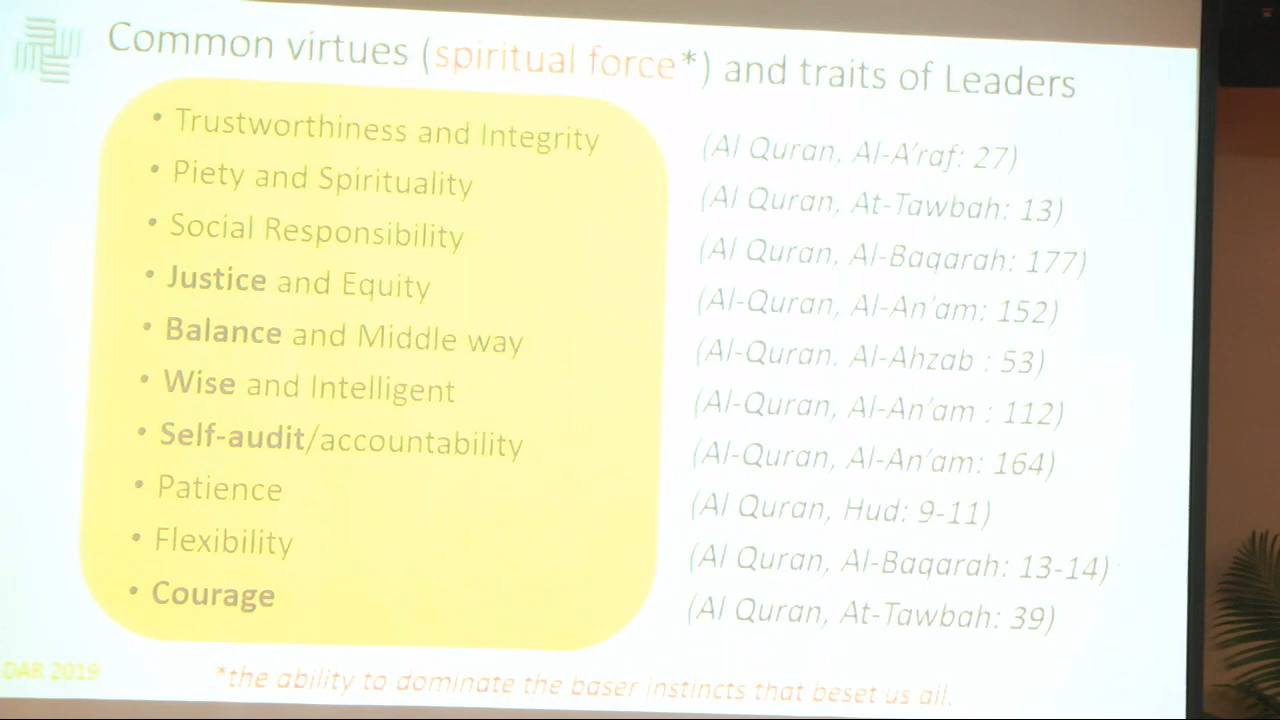 Common virtues (spiritual force*) and traits of Leaders
• Trustworthiness and Integrity (Al Quran, Al-A'raf: 27)
• Piety and Spirituality (Al Quran, At-Tawbah: 13)
• Social Responsibility (Al Quran, Al-Baqarah: 177)
• Justice and Equity (Al-Quran, Al-An'am: 152)
• Balance and Middle way (Al-Quran. Al-Ahzab : 53)
• Wise and Intelligent (Al-Quran, Al-An'am : 112)
• Self-audit/accountability (Al-Quran, Al-An'am: 164)
• Patience (Al Quran, Hud: 9-11)
• Flexibility (Al Quran, Al-Baqarah: 13-14)
• Courage (Al Quran, At-Tawbah: 39)
DAR 2019
*the ability to dominate the baser instincts that beset us all.